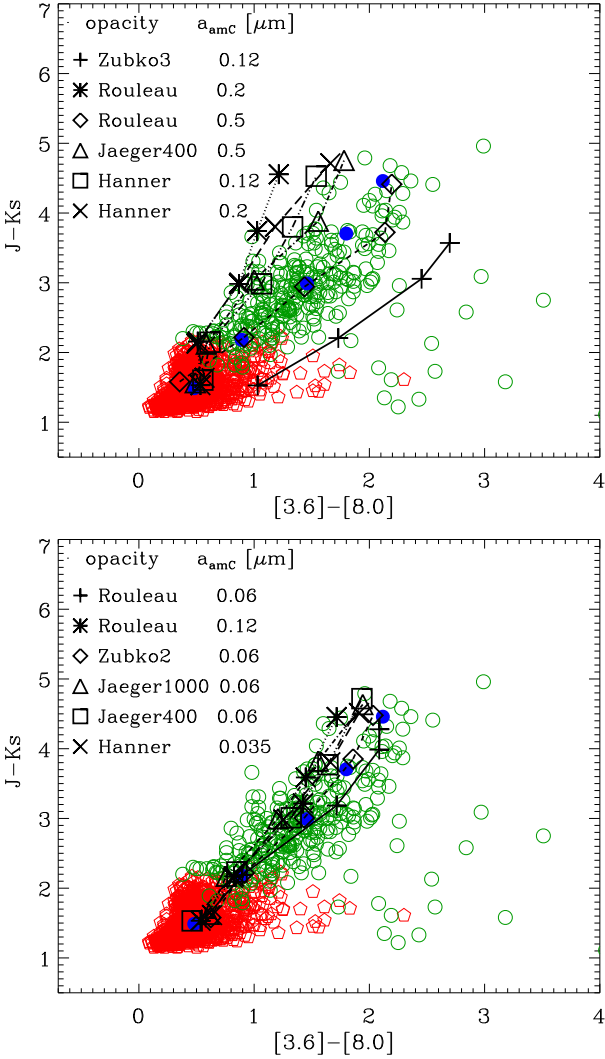 7
opacity a_amC [μm]
Zubko3 0.12
6
Rouleau 0.2
Rouleau 0.5
5
Jaeger400 0.5
Hanner 0.12
Hanner 0.2
4
J−Ks
3
2
1
0 1 2 3 4
[3.6]−[8.0]
7
opacity a_amC [μm]
Rouleau 0.06
6
Rouleau 0.12
Zubko2 0.06
5
Jaeger1000 0.06
Jaeger400 0.06
Hanner 0.035
4
J−Ks
3
2
1
0 1 2 3 4
[3.6]−[8.0]